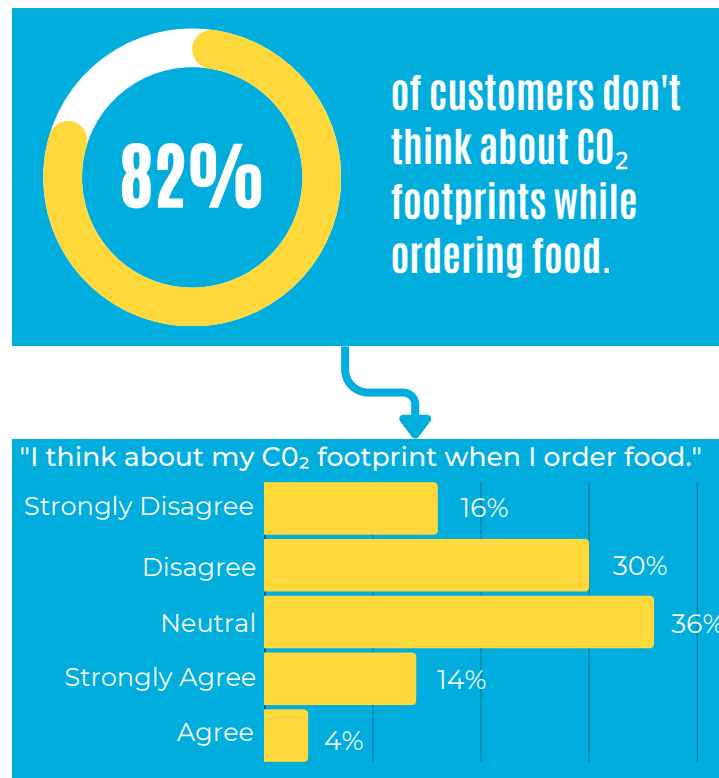 82%
of customers don't
think about CO₂
footprints while
ordering food.
"I think about my C0₂ footprint when I order food."
Strongly Disagree 16%
Disagree 30%
Neutral 36%
Strongly Agree 14%
Agree 4%